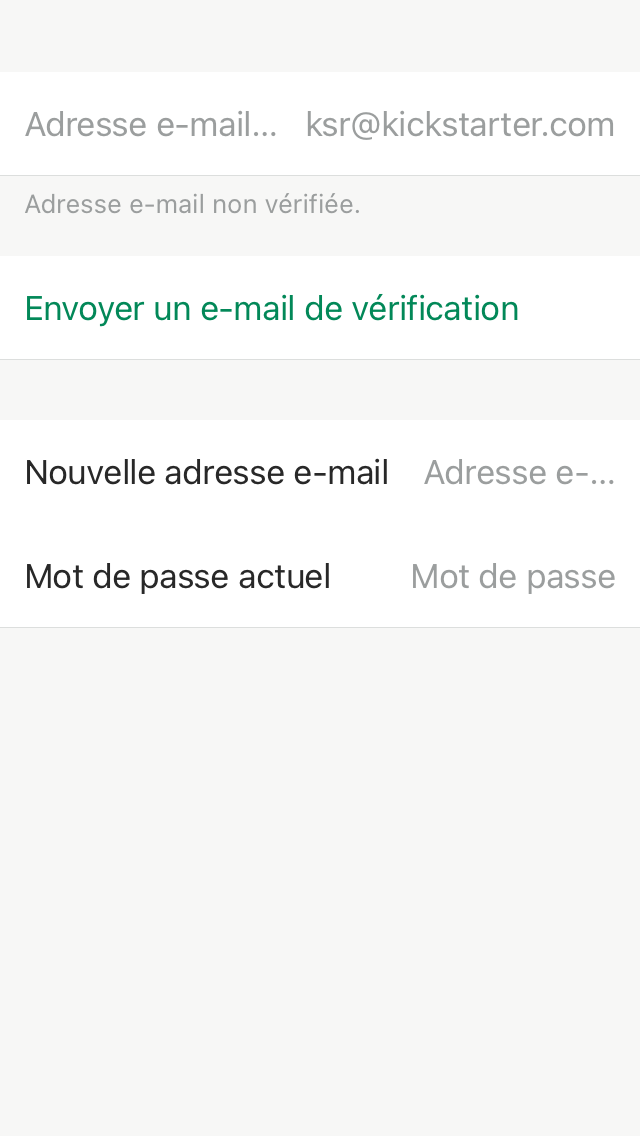 Adresse e-mail... ksr@kickstarter.com
Adresse e-mail non vérifiée.
Envoyer un e-mail de vérification
Nouvelle adresse e-mail Adresse e-...
Mot de passe actuel Mot de passe